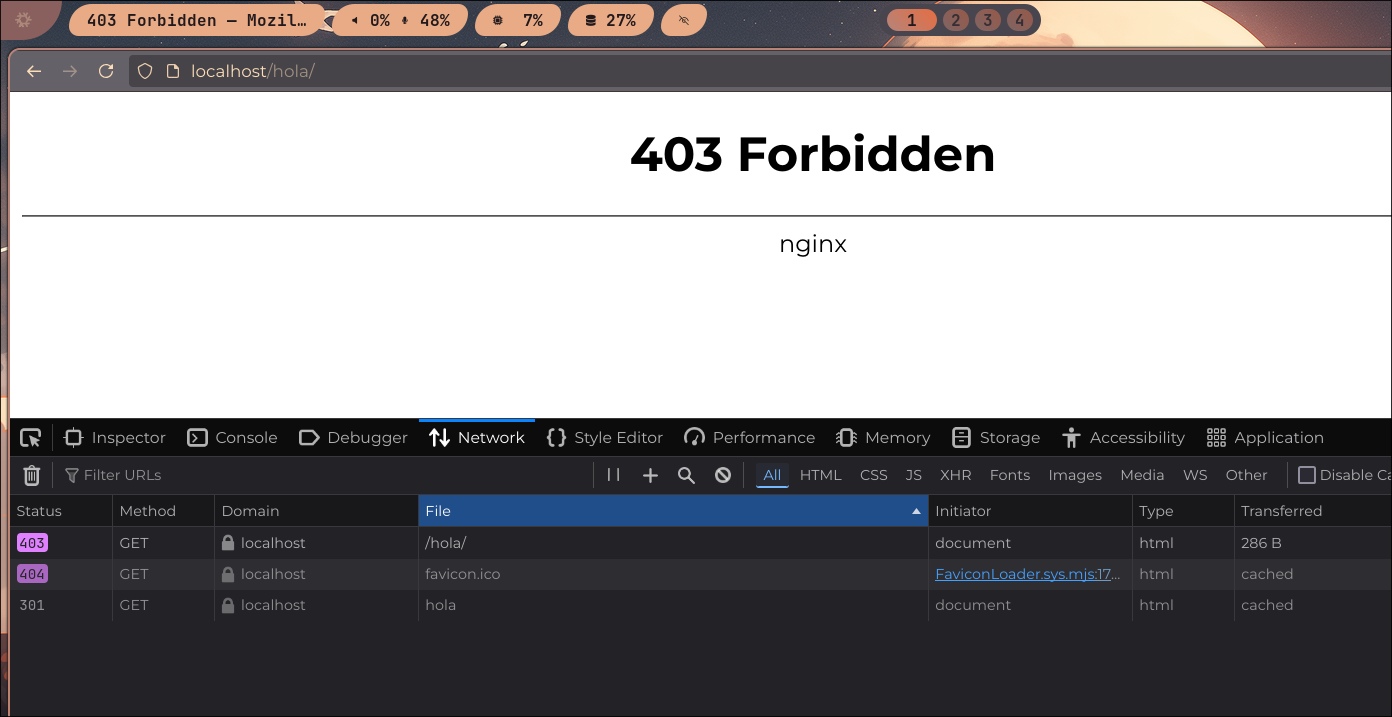 403 Forbidden — Mozil… 0% 48% 7% 27% 1 2 3 4
localhost/hola/
403 Forbidden
nginx
Inspector Console Debugger Network Style Editor Performance Memory Storage Accessibility Application
Filter URLs All HTML CSS JS XHR Fonts Images Media WS Other Disable Ca
Status Method Domain File Initiator Type Transferred
403 GET localhost /hola/ document html 286 B
404 GET localhost favicon.ico FaviconLoader.sys.mjs:17… html cached
301 GET localhost hola document html cached